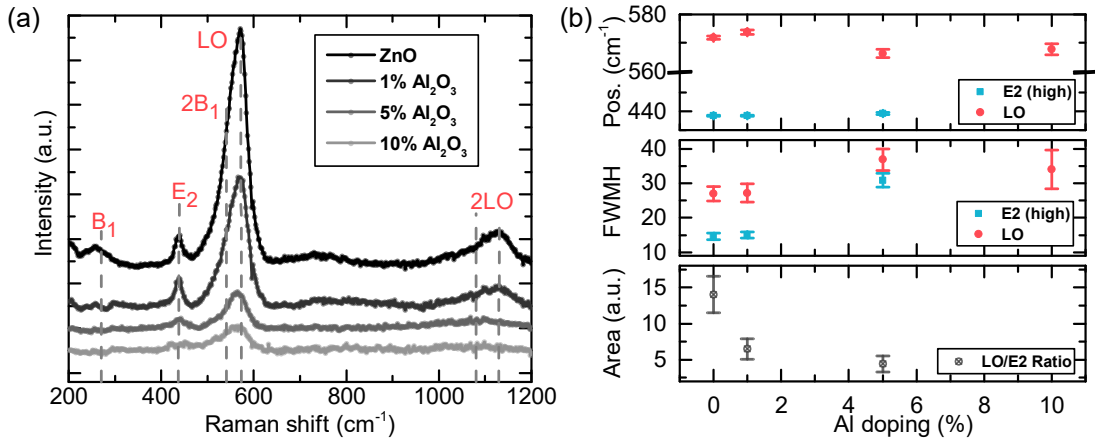 (a)
LO
2B1
E2
B1
2LO
ZnO
1% Al2O3
5% Al2O3
10% Al2O3
Intensity (a.u.)
200 400 600 800 1000 1200
Raman shift (cm-1)
(b)
580
560
440
Pos. (cm-1)
E2 (high)
LO
40
30
20
10
FWMH
E2 (high)
LO
15
10
5
Area (a.u.)
LO/E2 Ratio
0 2 4 6 8 10
Al doping (%)